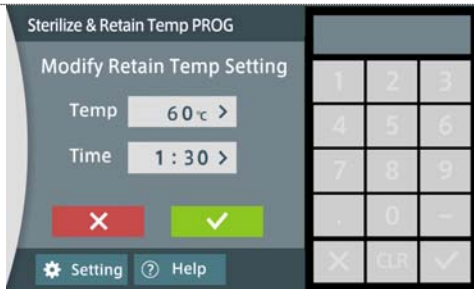 Sterilize & Retain Temp PROG
Modify Retain Temp Setting
Temp 60℃ >
Time 1:30 >
Setting ? Help
1 2 3
4 5 6
7 8 9
. 0 -
X CLR ✓